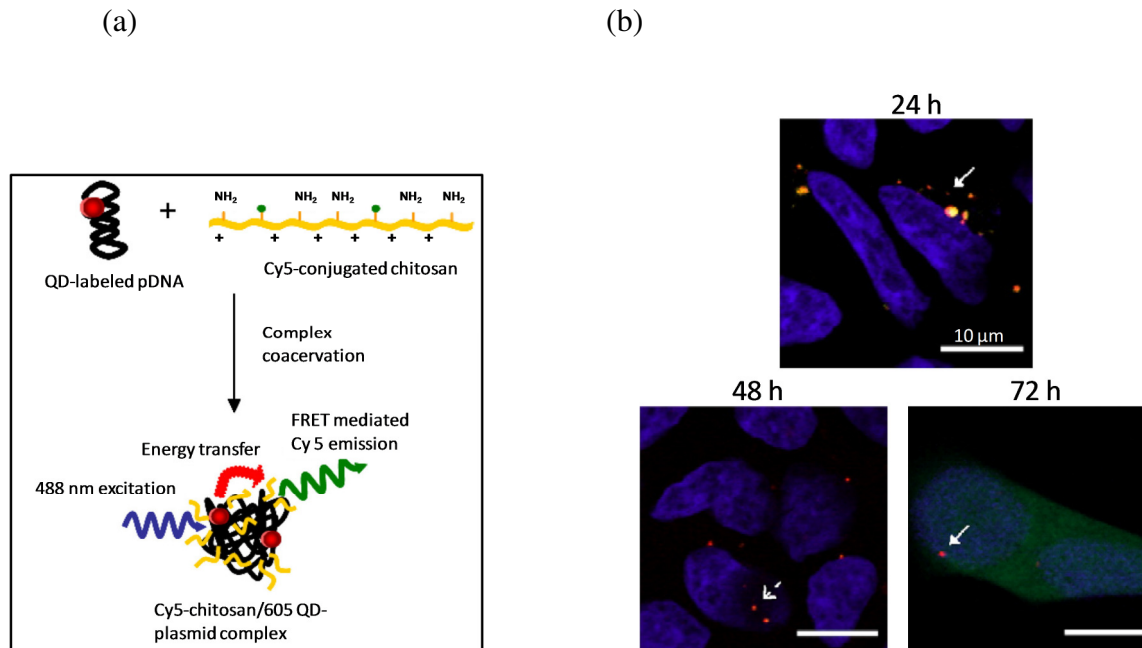 (a)
(b)
NH2
NH2
NH2
NH2
NH2
+
+ + + + + +
QD-labeled pDNA
Cy5-conjugated chitosan
Complex
coacervation
FRET mediated
Cy 5 emission
Energy transfer
488 nm excitation
Cy5-chitosan/605 QD-
plasmid complex
24 h
10 µm
48 h
72 h